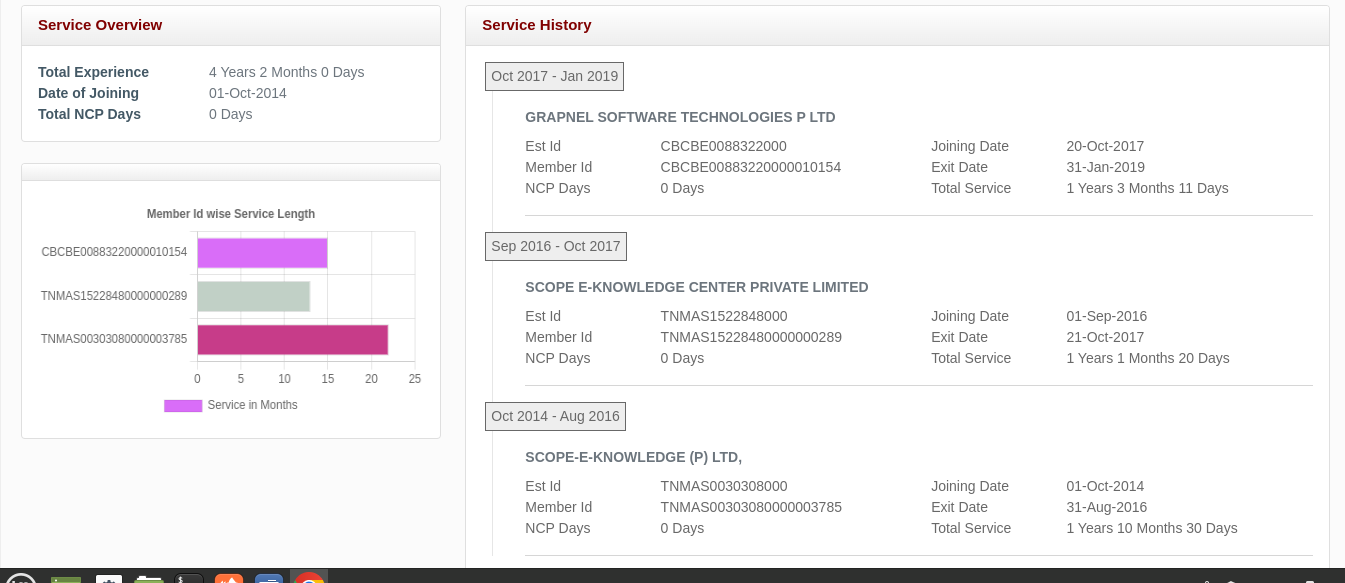 Service Overview
Total Experience 4 Years 2 Months 0 Days
Date of Joining 01-Oct-2014
Total NCP Days 0 Days
Member Id wise Service Length
CBCBE00883220000010154
TNMAS15228480000000289
TNMAS00303080000003785
0 5 10 15 20 25
Service in Months
Service History
Oct 2017 - Jan 2019
GRAPNEL SOFTWARE TECHNOLOGIES P LTD
Est Id CBCBE0088322000 Joining Date 20-Oct-2017
Member Id CBCBE00883220000010154 Exit Date 31-Jan-2019
NCP Days 0 Days Total Service 1 Years 3 Months 11 Days
Sep 2016 - Oct 2017
SCOPE E-KNOWLEDGE CENTER PRIVATE LIMITED
Est Id TNMAS1522848000 Joining Date 01-Sep-2016
Member Id TNMAS15228480000000289 Exit Date 21-Oct-2017
NCP Days 0 Days Total Service 1 Years 1 Months 20 Days
Oct 2014 - Aug 2016
SCOPE-E-KNOWLEDGE (P) LTD,
Est Id TNMAS0030308000 Joining Date 01-Oct-2014
Member Id TNMAS00303080000003785 Exit Date 31-Aug-2016
NCP Days 0 Days Total Service 1 Years 10 Months 30 Days